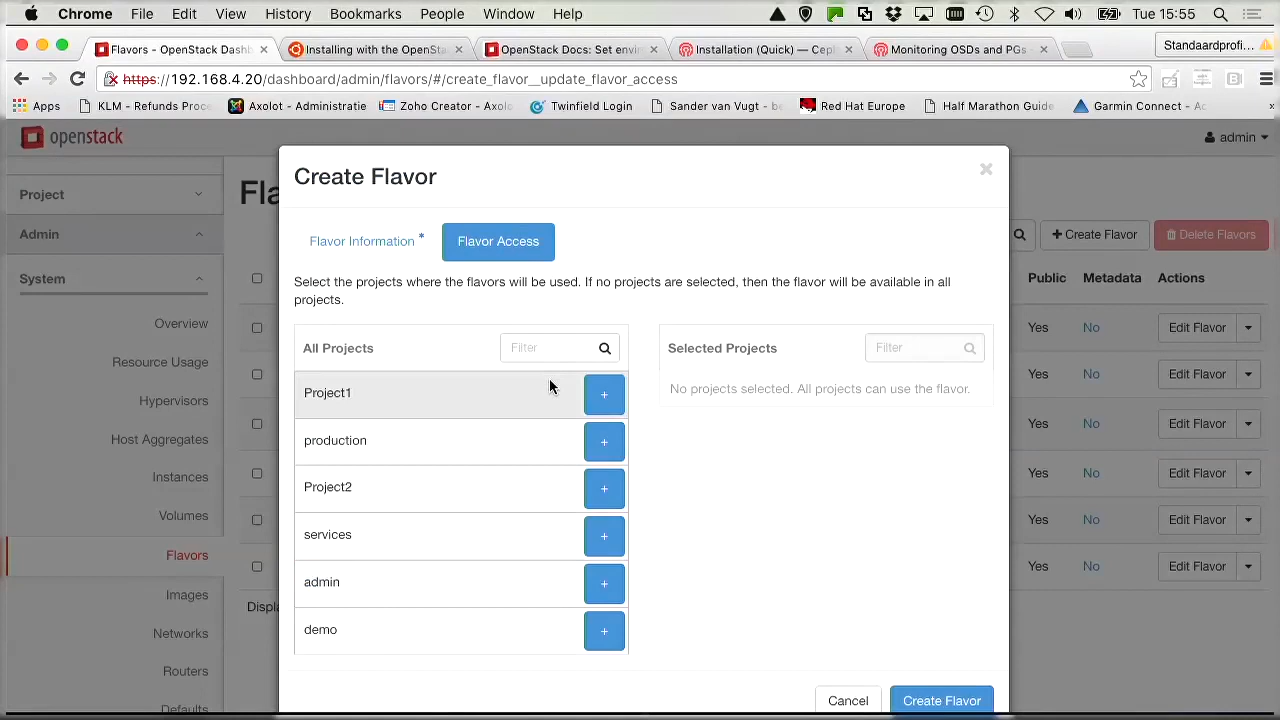 Chrome File Edit View History Bookmarks People Window Help Tue 15:55
Flavors - OpenStack Dashb Installing with the OpenSta OpenStack Docs: Set envir Installation (Quick) — Cep Monitoring OSDs and PGs Standaardprofi...
https://192.168.4.20/dashboard/admin/flavors/#/create_flavor__update_flavor_access
Apps KLM - Refunds Proc Axolot - Administratie Zoho Creator - Axolo Twinfield Login Sander van Vugt - b Red Hat Europe Half Marathon Guide Garmin Connect - Ac
openstack admin
Create Flavor
Project
Fla
Admin
Flavor Information * Flavor Access
+ Create Flavor Delete Flavors
System
Public Metadata Actions
Select the projects where the flavors will be used. If no projects are selected, then the flavor will be available in all
projects.
Overview
Yes No Edit Flavor
All Projects Filter
Selected Projects Filter
Resource Usage
Yes No Edit Flavor
No projects selected. All projects can use the flavor.
Project1 +
Hypervisors
Yes No Edit Flavor
Host Aggregates
production +
Instances
Yes No Edit Flavor
Project2 +
Volumes
Yes No Edit Flavor
services +
Flavors
Yes No Edit Flavor
admin +
Images
Displa
demo +
Networks
Routers
Defaults
Cancel Create Flavor